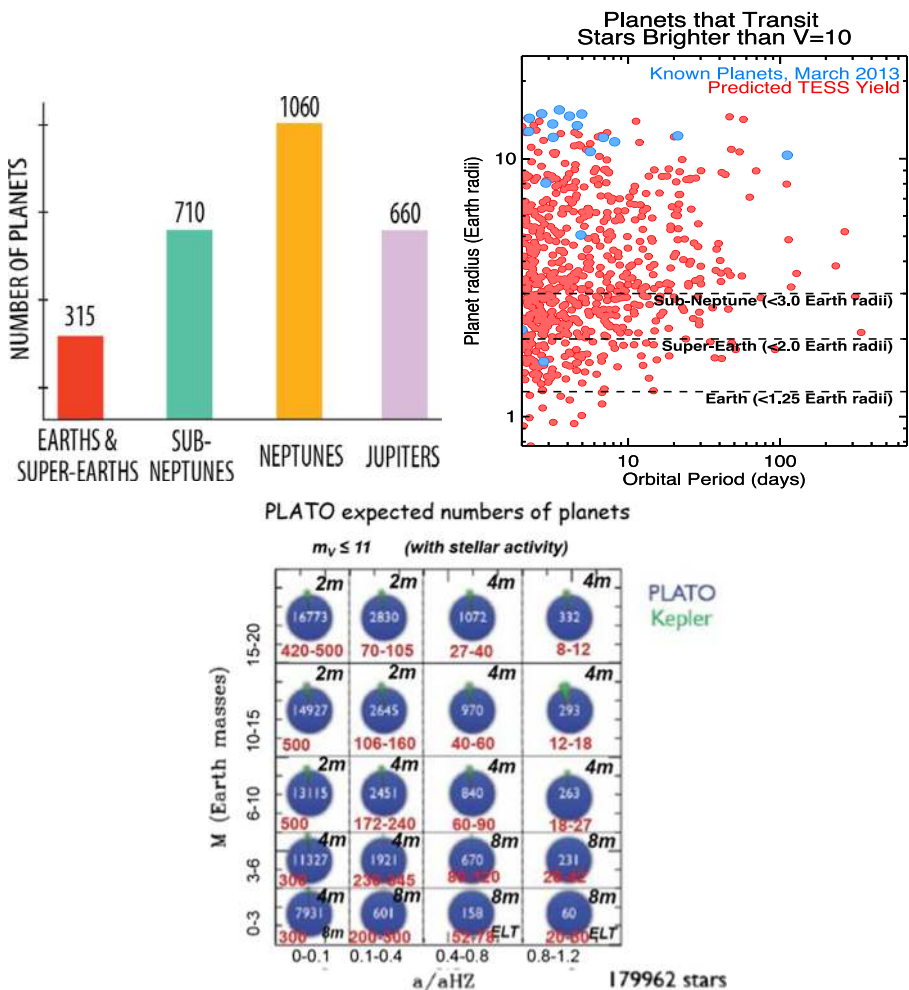 NUMBER OF PLANETS
315
710
1060
660
EARTHS &
SUPER-EARTHS
SUB-
NEPTUNES
NEPTUNES
JUPITERS
Planets that Transit
Stars Brighter than V=10
Known Planets, March 2013
Predicted TESS Yield
Planet radius (Earth radii)
10
1
Sub-Neptune (<3.0 Earth radii)
Super-Earth (<2.0 Earth radii)
Earth (<1.25 Earth radii)
10 100
Orbital Period (days)
PLATO expected numbers of planets
mV ≤ 11 (with stellar activity)
PLATO
Kepler
M (Earth masses)
15-20
2m 2m 4m 4m
16773 2830 1072 332
420-500 70-105 27-40 8-12
10-15
2m 2m 4m 4m
14927 2645 970 293
500 106-160 40-60 12-18
6-10
2m 4m 4m 4m
13115 2451 840 263
500 172-240 60-90 18-27
3-6
4m 4m 8m 8m
11327 1921 670 231
0-3
4m 8m 8m 8m
7931 601 158 60
300 8m 200-300 52-78 ELT ELT
0-0.1 0.1-0.4 0.4-0.8 0.8-1.2
a/aHZ
179962 stars